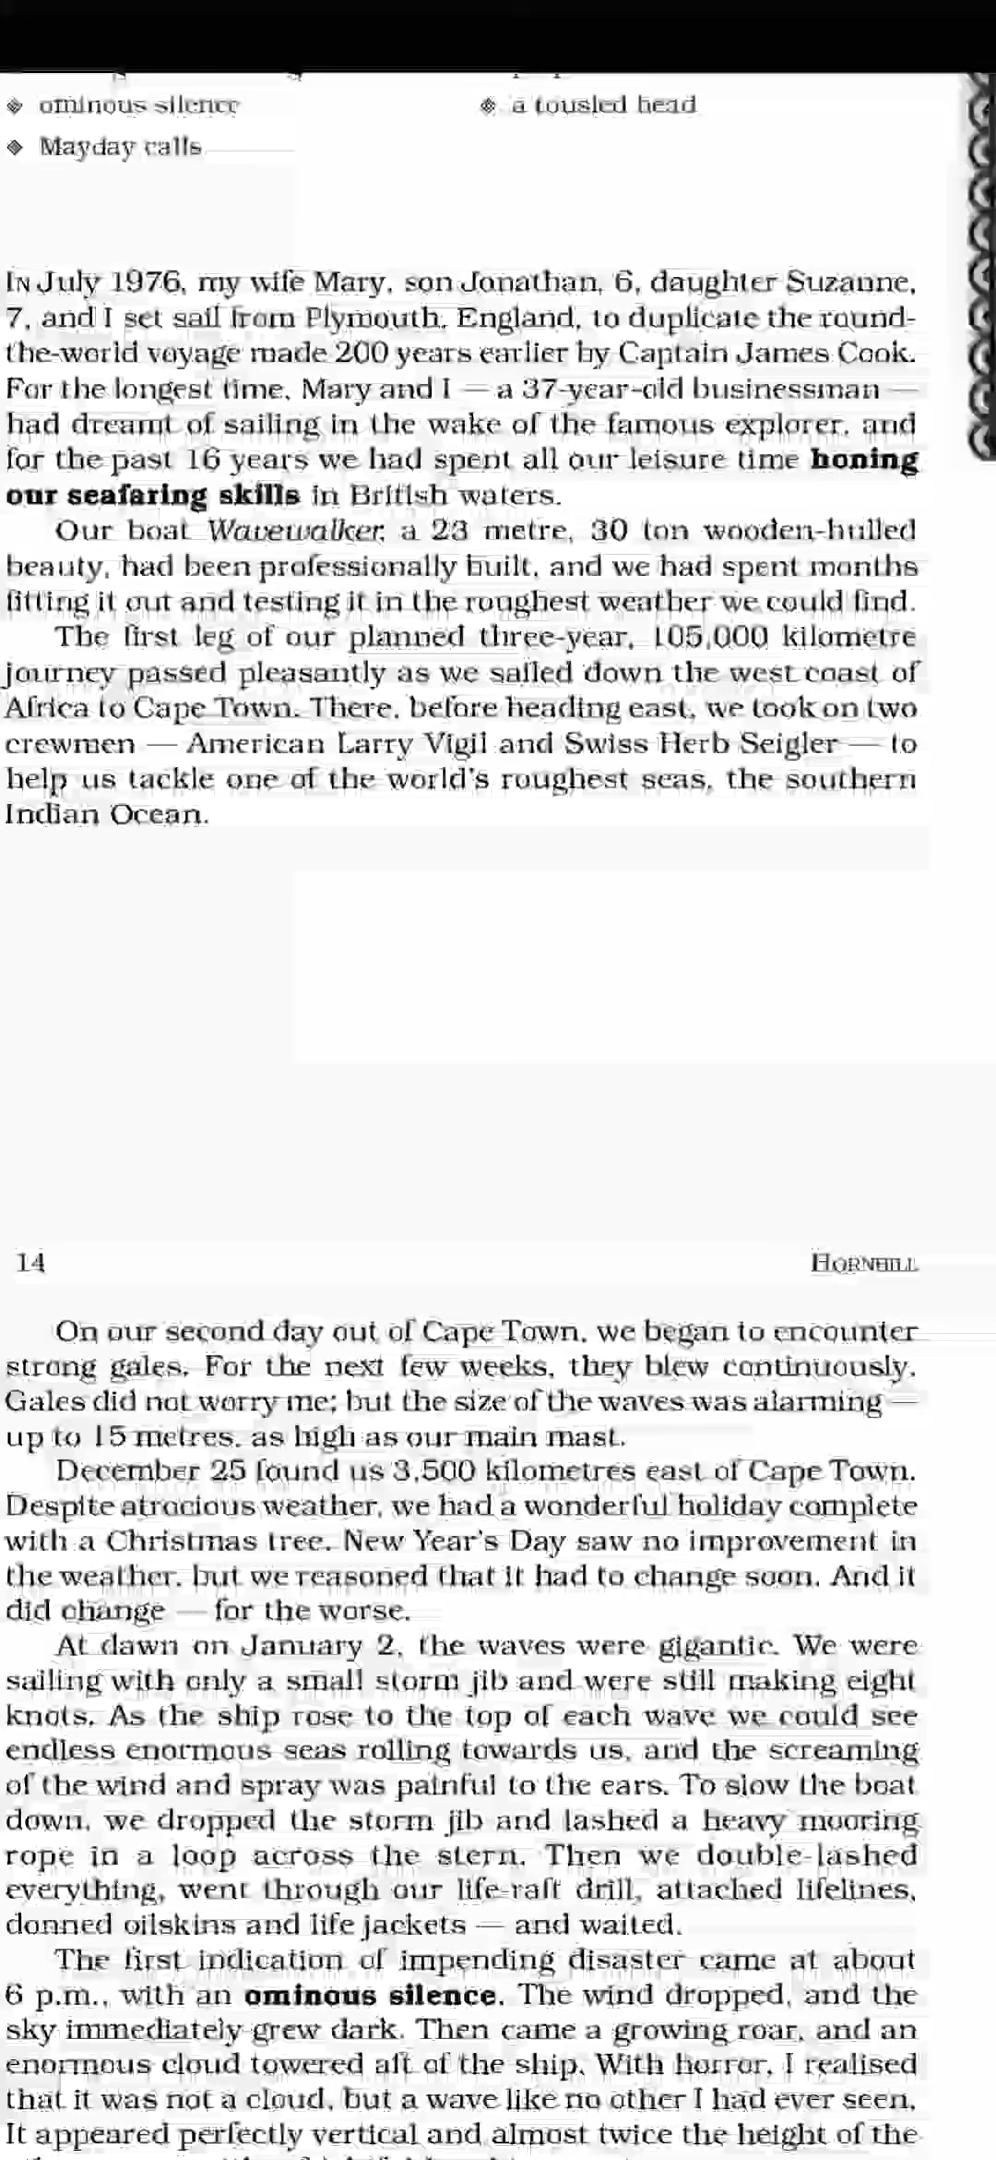 ominous silence
a tousled head
Mayday calls
In July 1976, my wife Mary, son Jonathan, 6, daughter Suzanne,
7, and I set sail from Plymouth, England, to duplicate the round-
the-world voyage made 200 years earlier by Captain James Cook.
For the longest time, Mary and I — a 37-year-old businessman —
had dreamt of sailing in the wake of the famous explorer, and
for the past 16 years we had spent all our leisure time honing
our seafaring skills in British waters.
Our boat Wavewalker, a 23 metre, 30 ton wooden-hulled
beauty, had been professionally built, and we had spent months
fitting it out and testing it in the roughest weather we could find.
The first leg of our planned three-year, 105,000 kilometre
journey passed pleasantly as we sailed down the west coast of
Africa to Cape Town. There, before heading east, we took on two
crewmen — American Larry Vigil and Swiss Herb Seigler — to
help us tackle one of the world's roughest seas, the southern
Indian Ocean.
14
HORNBILL
On our second day out of Cape Town, we began to encounter
strong gales. For the next few weeks, they blew continuously.
Gales did not worry me; but the size of the waves was alarming —
up to 15 metres, as high as our main mast.
December 25 found us 3,500 kilometres east of Cape Town.
Despite atrocious weather, we had a wonderful holiday complete
with a Christmas tree. New Year's Day saw no improvement in
the weather, but we reasoned that it had to change soon. And it
did change — for the worse.
At dawn on January 2, the waves were gigantic. We were
sailing with only a small storm jib and were still making eight
knots. As the ship rose to the top of each wave we could see
endless enormous seas rolling towards us, and the screaming
of the wind and spray was painful to the ears. To slow the boat
down, we dropped the storm jib and lashed a heavy mooring
rope in a loop across the stern. Then we double-lashed
everything, went through our life-raft drill, attached lifelines,
donned oilskins and life jackets — and waited.
The first indication of impending disaster came at about
6 p.m., with an ominous silence. The wind dropped, and the
sky immediately grew dark. Then came a growing roar, and an
enormous cloud towered aft of the ship. With horror, I realised
that it was not a cloud, but a wave like no other I had ever seen.
It appeared perfectly vertical and almost twice the height of the